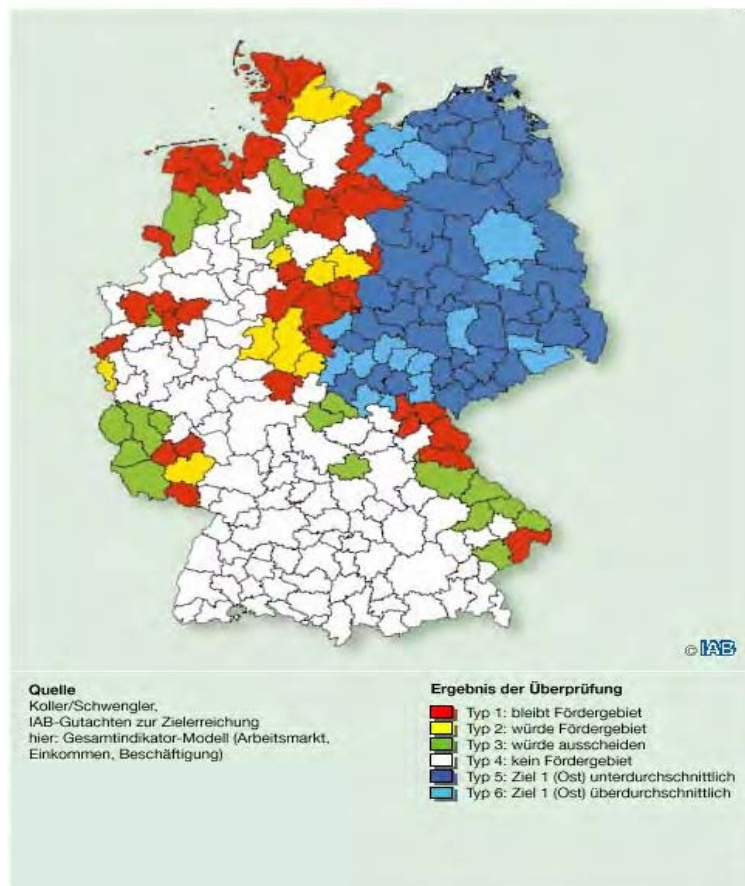 © IAB
Quelle
Koller/Schwengler,
IAB-Gutachten zur Zielerreichung
hier: Gesamtindikator-Modell (Arbeitsmarkt,
Einkommen, Beschäftigung)
Ergebnis der Überprüfung
Typ 1: bleibt Fördergebiet
Typ 2: würde Fördergebiet
Typ 3: würde ausscheiden
Typ 4: kein Fördergebiet
Typ 5: Ziel 1 (Ost) unterdurchschnittlich
Typ 6: Ziel 1 (Ost) überdurchschnittlich